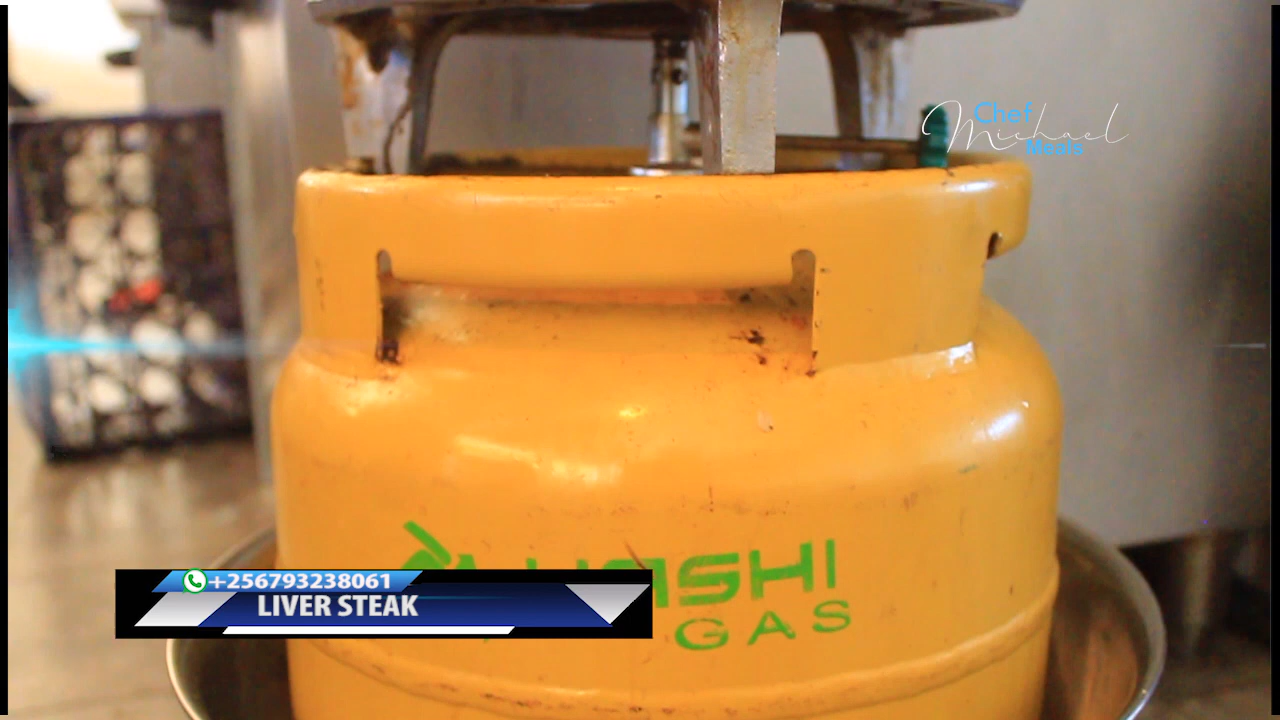 Chef
Michael
Meals
GAS
+256793238061
LIVER STEAK